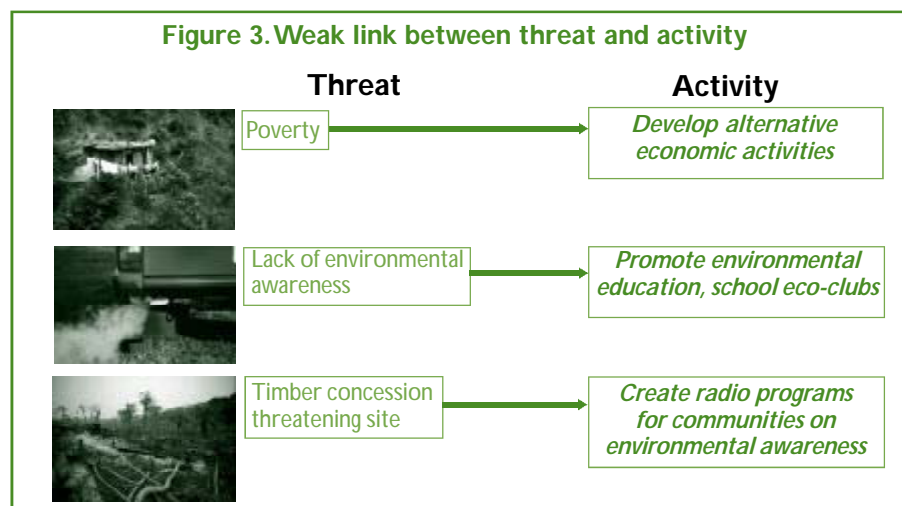 Figure 3. Weak link between threat and activity
Threat
Activity
Poverty
Develop alternative
economic activities
Lack of environmental
awareness
Promote environmental
education, school eco-clubs
Timber concession
threatening site
Create radio programs
for communities on
environmental awareness